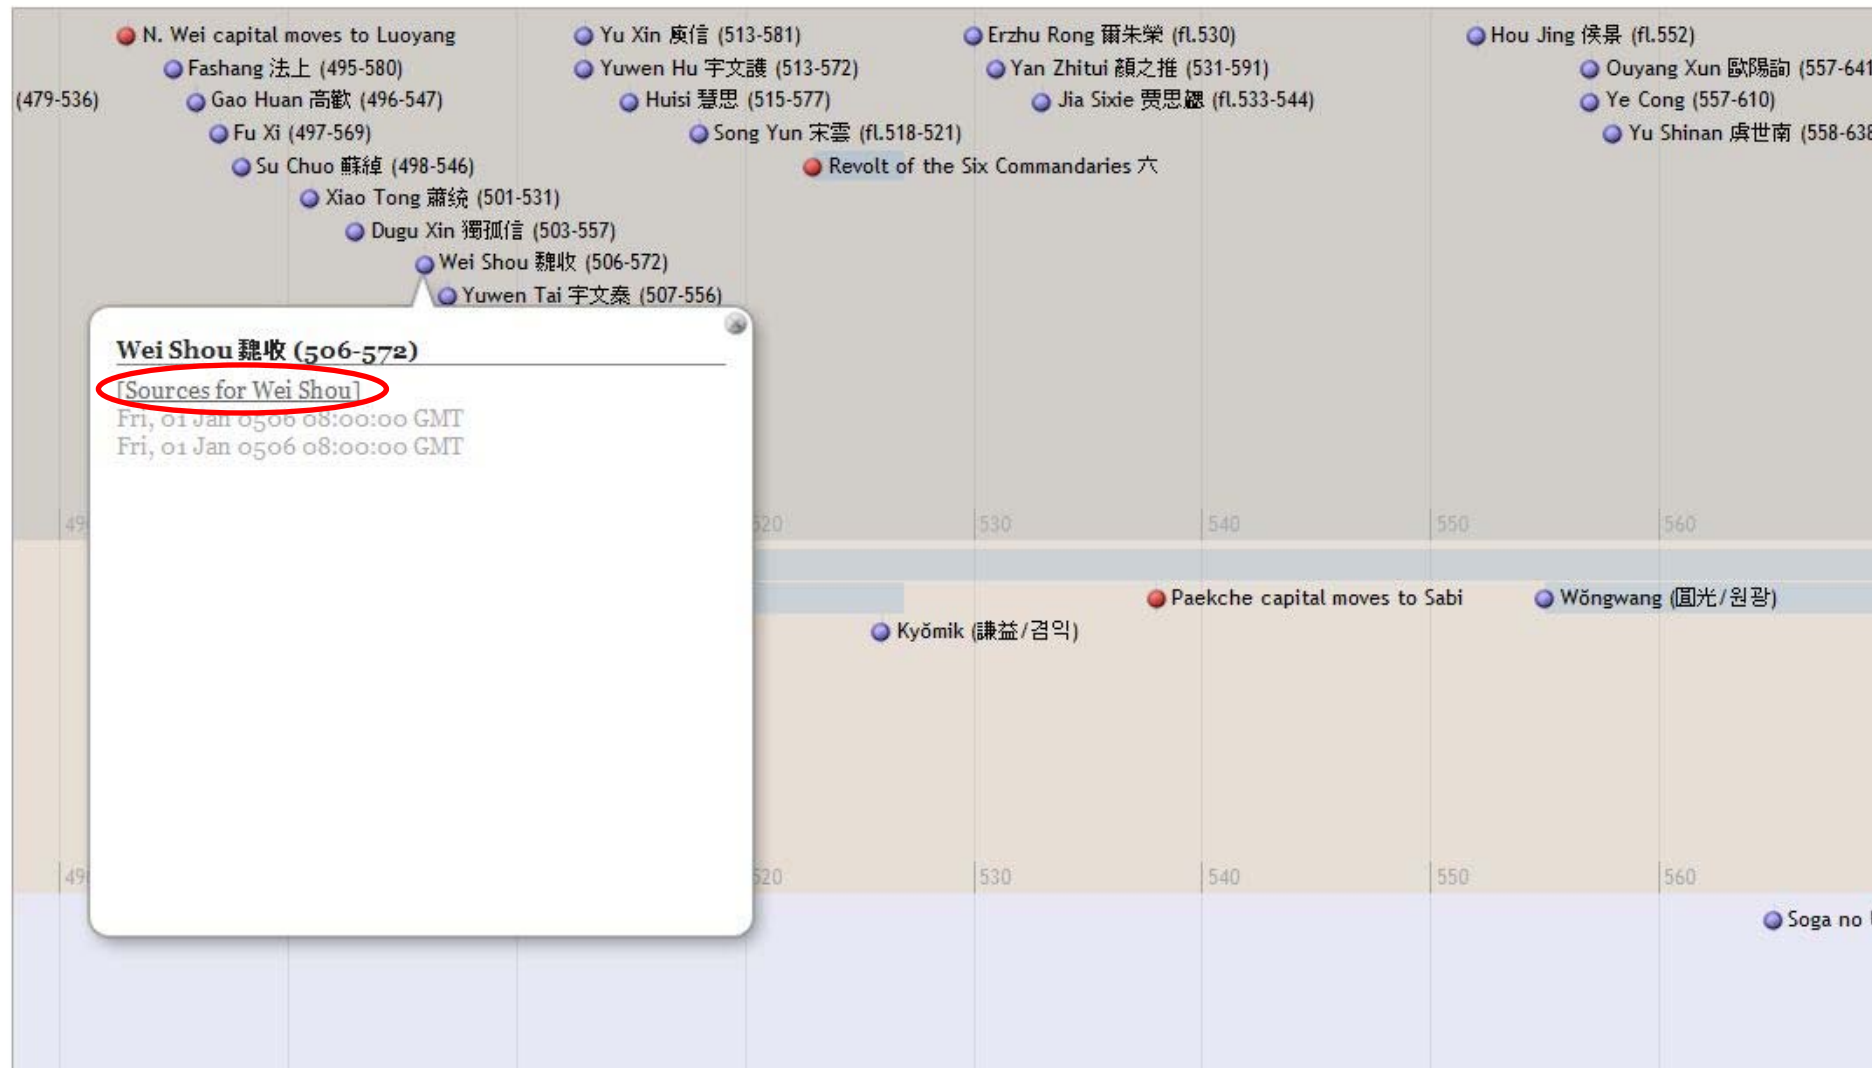 N. Wei capital moves to Luoyang
Yu Xin 庾信 (513-581)
Erzhu Rong 爾朱榮 (fl.530)
Hou Jing 侯景 (fl.552)
Fashang 法上 (495-580)
Yuwen Hu 宇文護 (513-572)
Yan Zhitui 顏之推 (531-591)
Ouyang Xun 歐陽詢 (557-641
(479-536)
Gao Huan 高歡 (496-547)
Huisi 慧思 (515-577)
Jia Sixie 贾思勰 (fl.533-544)
Ye Cong (557-610)
Fu Xi (497-569)
Song Yun 宋雲 (fl.518-521)
Yu Shinan 虞世南 (558-638
Su Chuo 蘇綽 (498-546)
Revolt of the Six Commandaries 六
Xiao Tong 蕭统 (501-531)
Dugu Xin 獨孤信 (503-557)
Wei Shou 魏收 (506-572)
Yuwen Tai 宇文泰 (507-556)
Wei Shou 魏收 (506-572)
[Sources for Wei Shou]
Fri, 01 Jan 0506 08:00:00 GMT
Fri, 01 Jan 0506 08:00:00 GMT
49
520
530
540
550
560
Paekche capital moves to Sabi
Wŏngwang (圓光/원광)
Kyŏmik (謙益/겸익)
49
520
530
540
550
560
Soga no